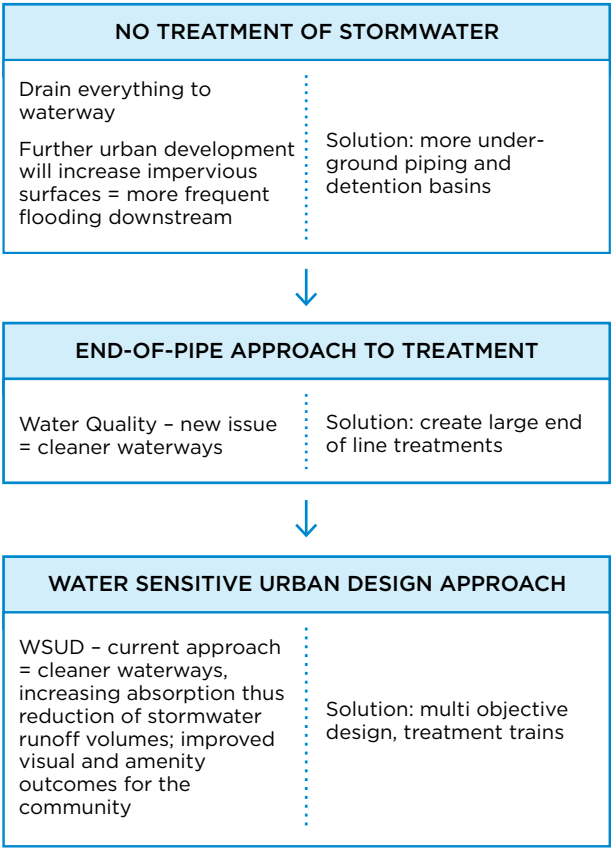 NO TREATMENT OF STORMWATER
Drain everything to
waterway
Further urban development
will increase impervious
surfaces = more frequent
flooding downstream
Solution: more under-
ground piping and
detention basins
END-OF-PIPE APPROACH TO TREATMENT
Water Quality – new issue
= cleaner waterways
Solution: create large end
of line treatments
WATER SENSITIVE URBAN DESIGN APPROACH
WSUD – current approach
= cleaner waterways,
increasing absorption thus
reduction of stormwater
runoff volumes; improved
visual and amenity
outcomes for the
community
Solution: multi objective
design, treatment trains